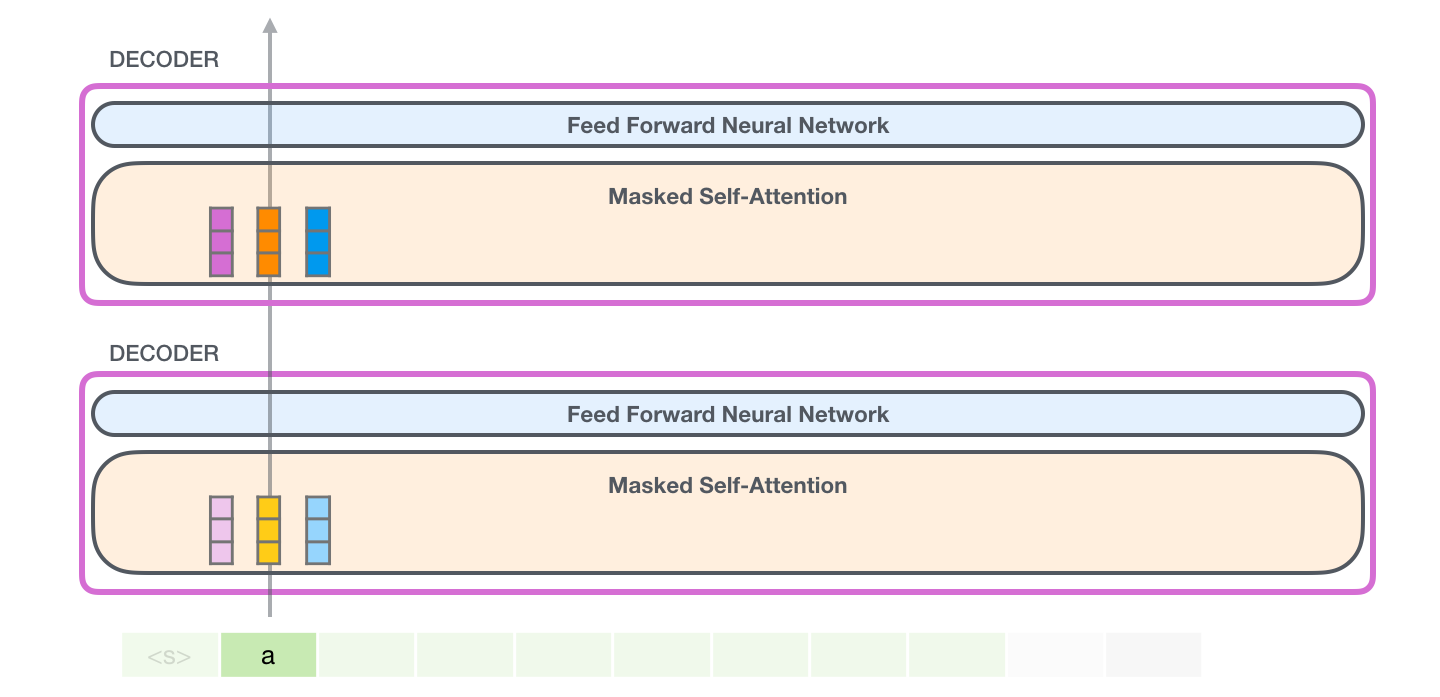 DECODER
Feed Forward Neural Network
Masked Self-Attention
DECODER
Feed Forward Neural Network
Masked Self-Attention
<s> a